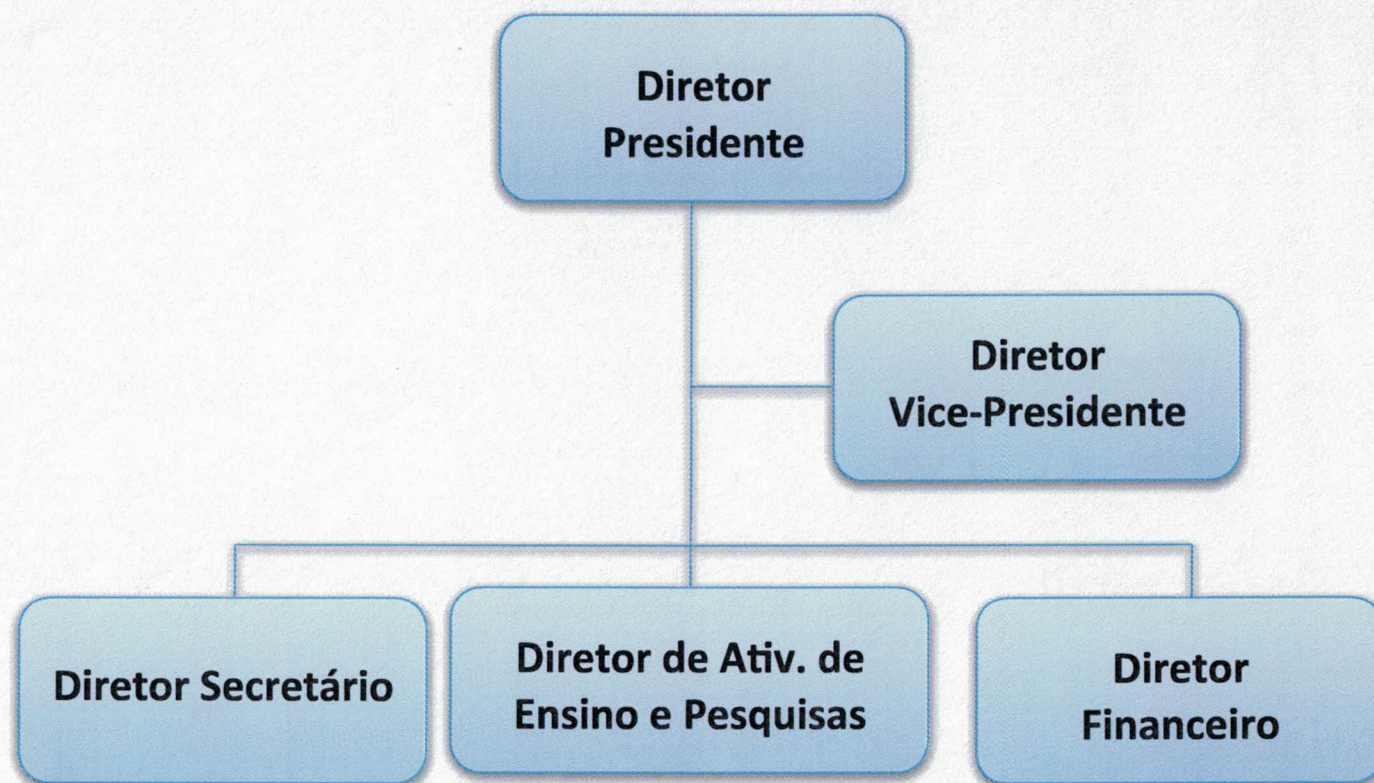 Diretor
Presidente
Diretor
Vice-Presidente
Diretor Secretário
Diretor de Ativ. de
Ensino e Pesquisas
Diretor
Financeiro